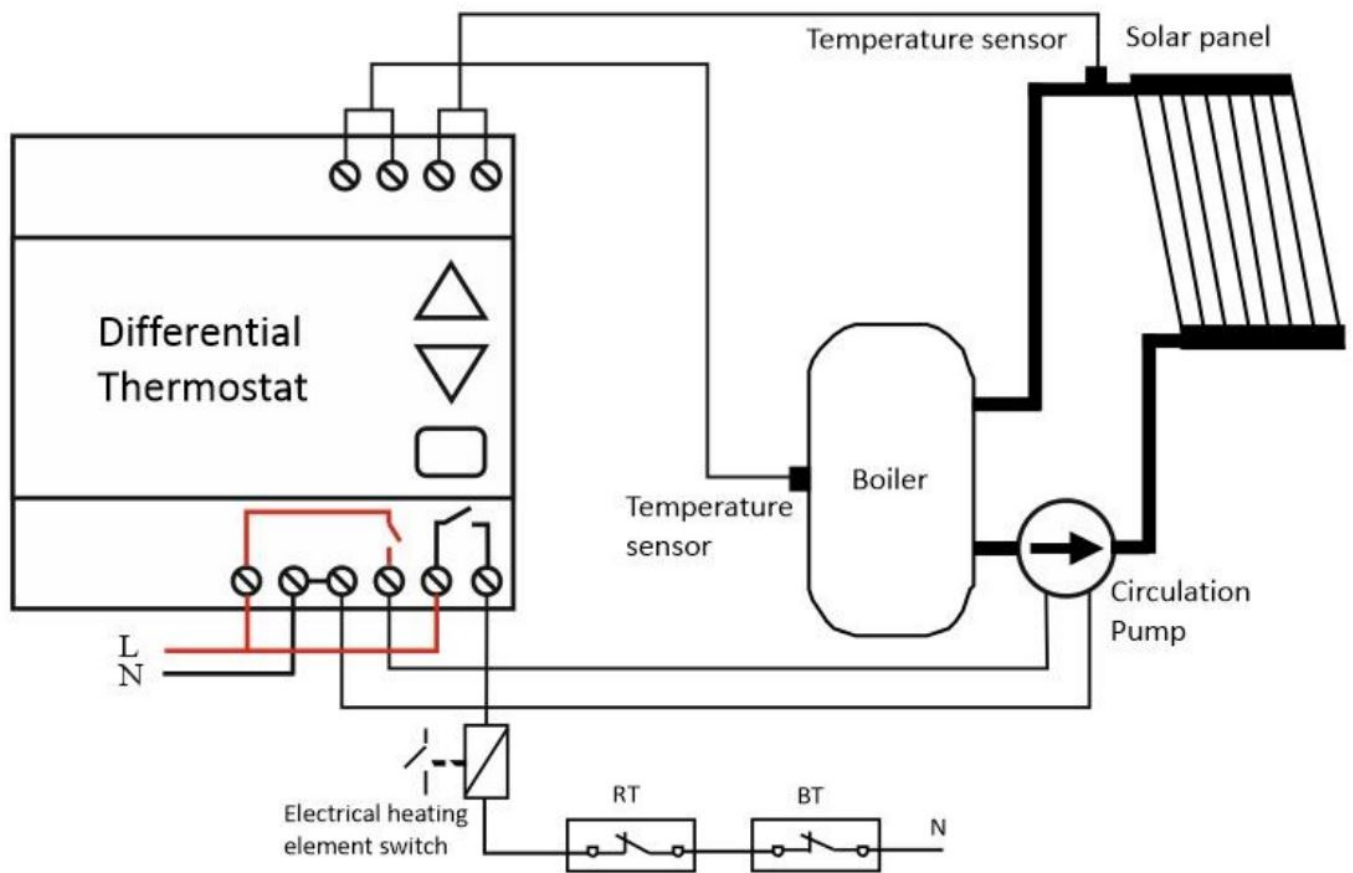 Temperature sensor
Solar panel
Differential
Thermostat
Boiler
Temperature
sensor
Circulation
Pump
L
N
Electrical heating
element switch
RT
BT
N